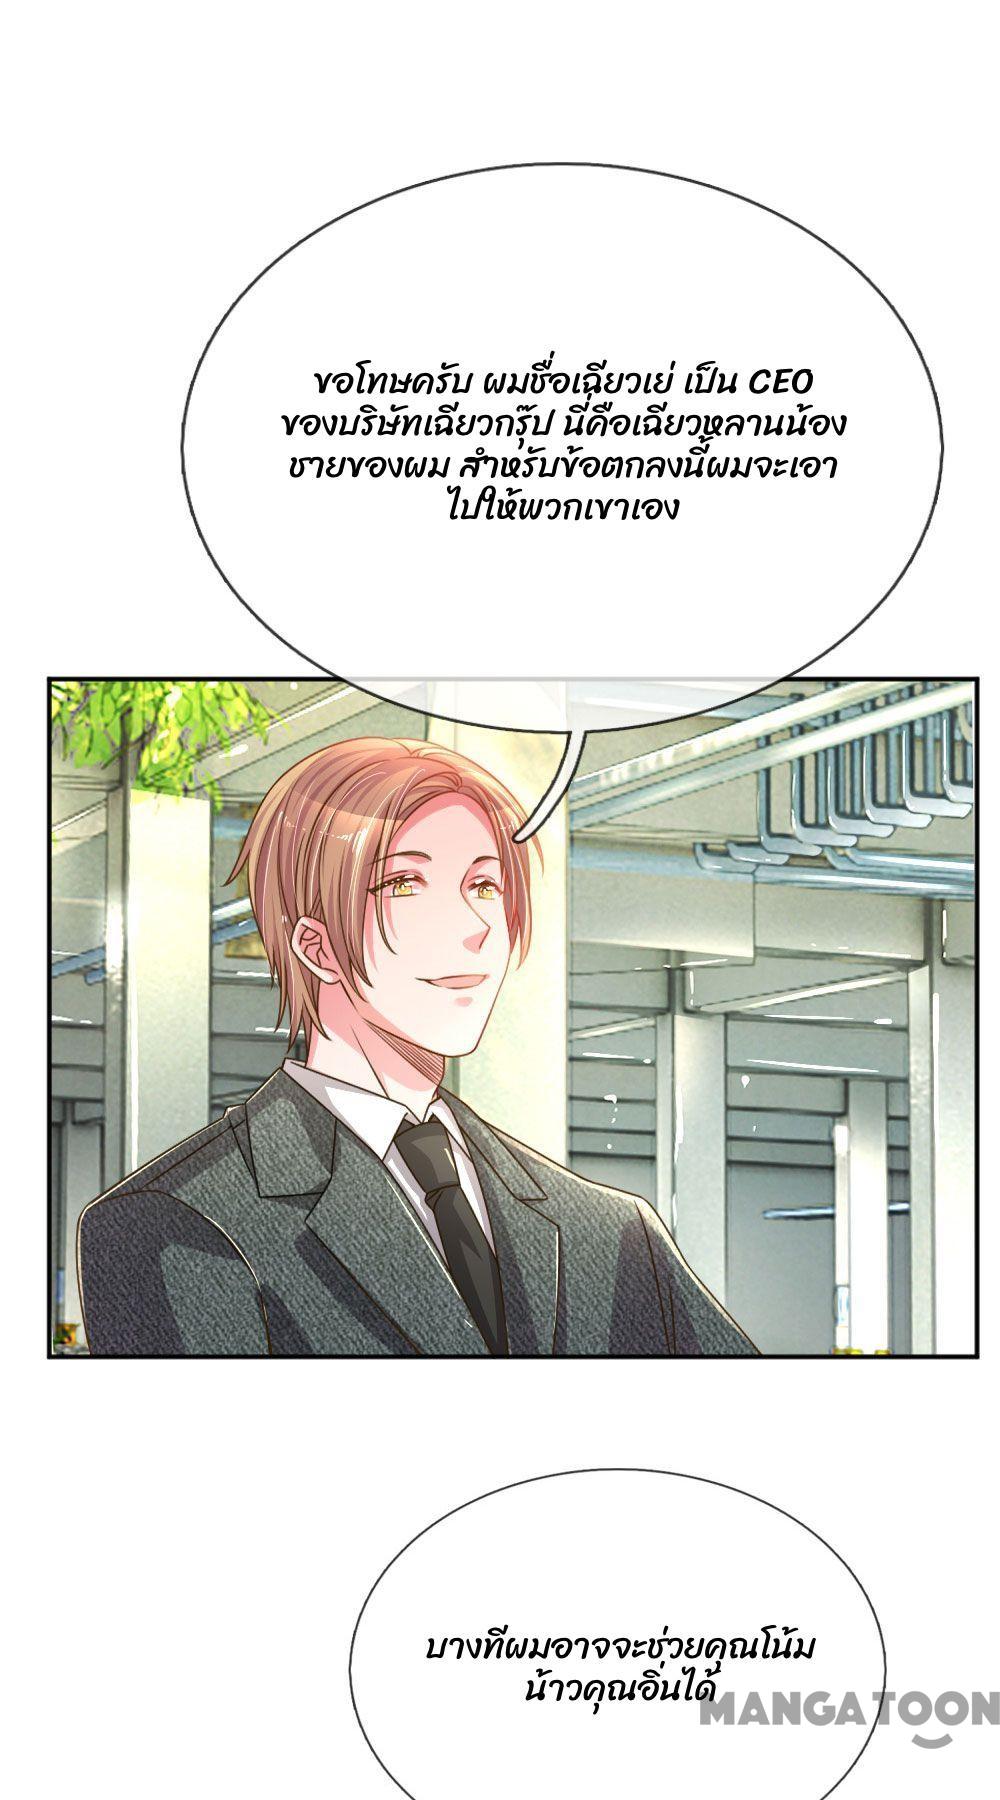 ขอโทษครับ ผมชื่อเฉียวเย่ เป็น CEO
ของบริษัทเฉียวกรุ๊ป นี่คือเฉียวหลานน้อง
ชายของผม สำหรับข้อตกลงนี้ผมจะเอา
ไปให้พวกเขาเอง
บางทีผมอาจจะช่วยคุณโน้ม
น้าวคุณอิ่นได้
MANGATOON